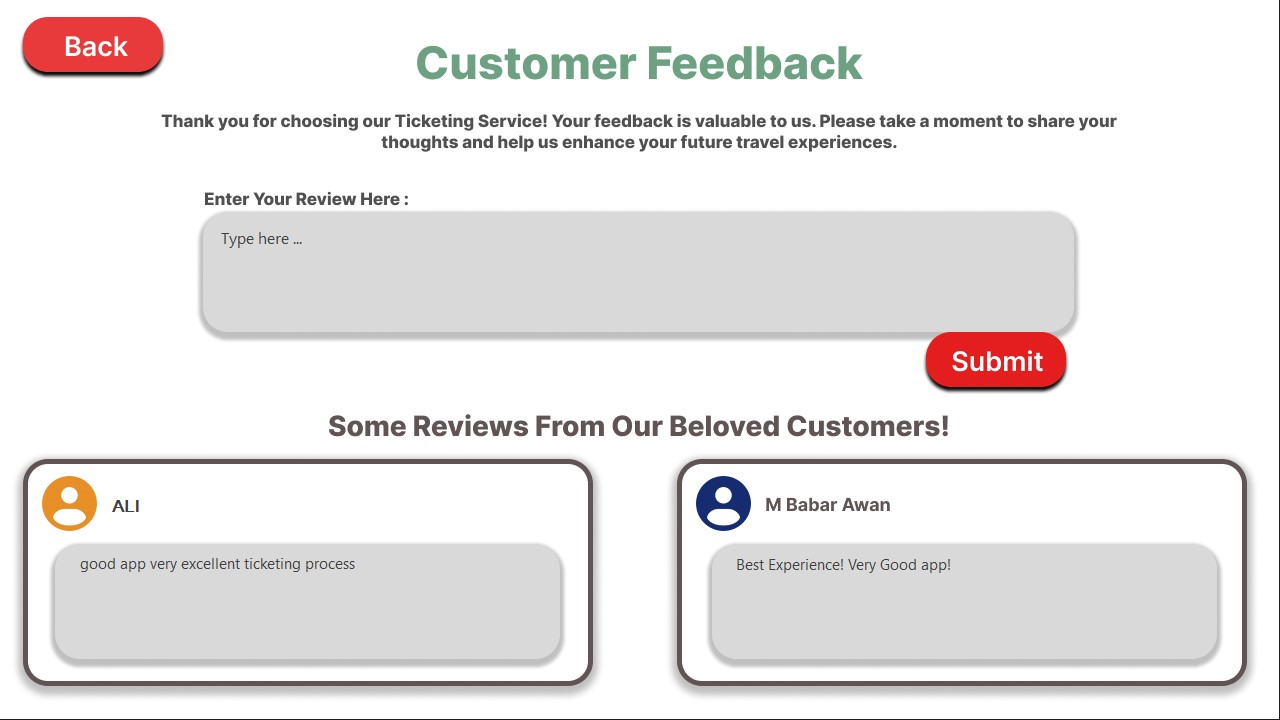 Back
Customer Feedback
Thank you for choosing our Ticketing Service! Your feedback is valuable to us. Please take a moment to share your
thoughts and help us enhance your future travel experiences.
Enter Your Review Here :
Type here ...
Submit
Some Reviews From Our Beloved Customers!
ALI
good app very excellent ticketing process
M Babar Awan
Best Experience! Very Good app!